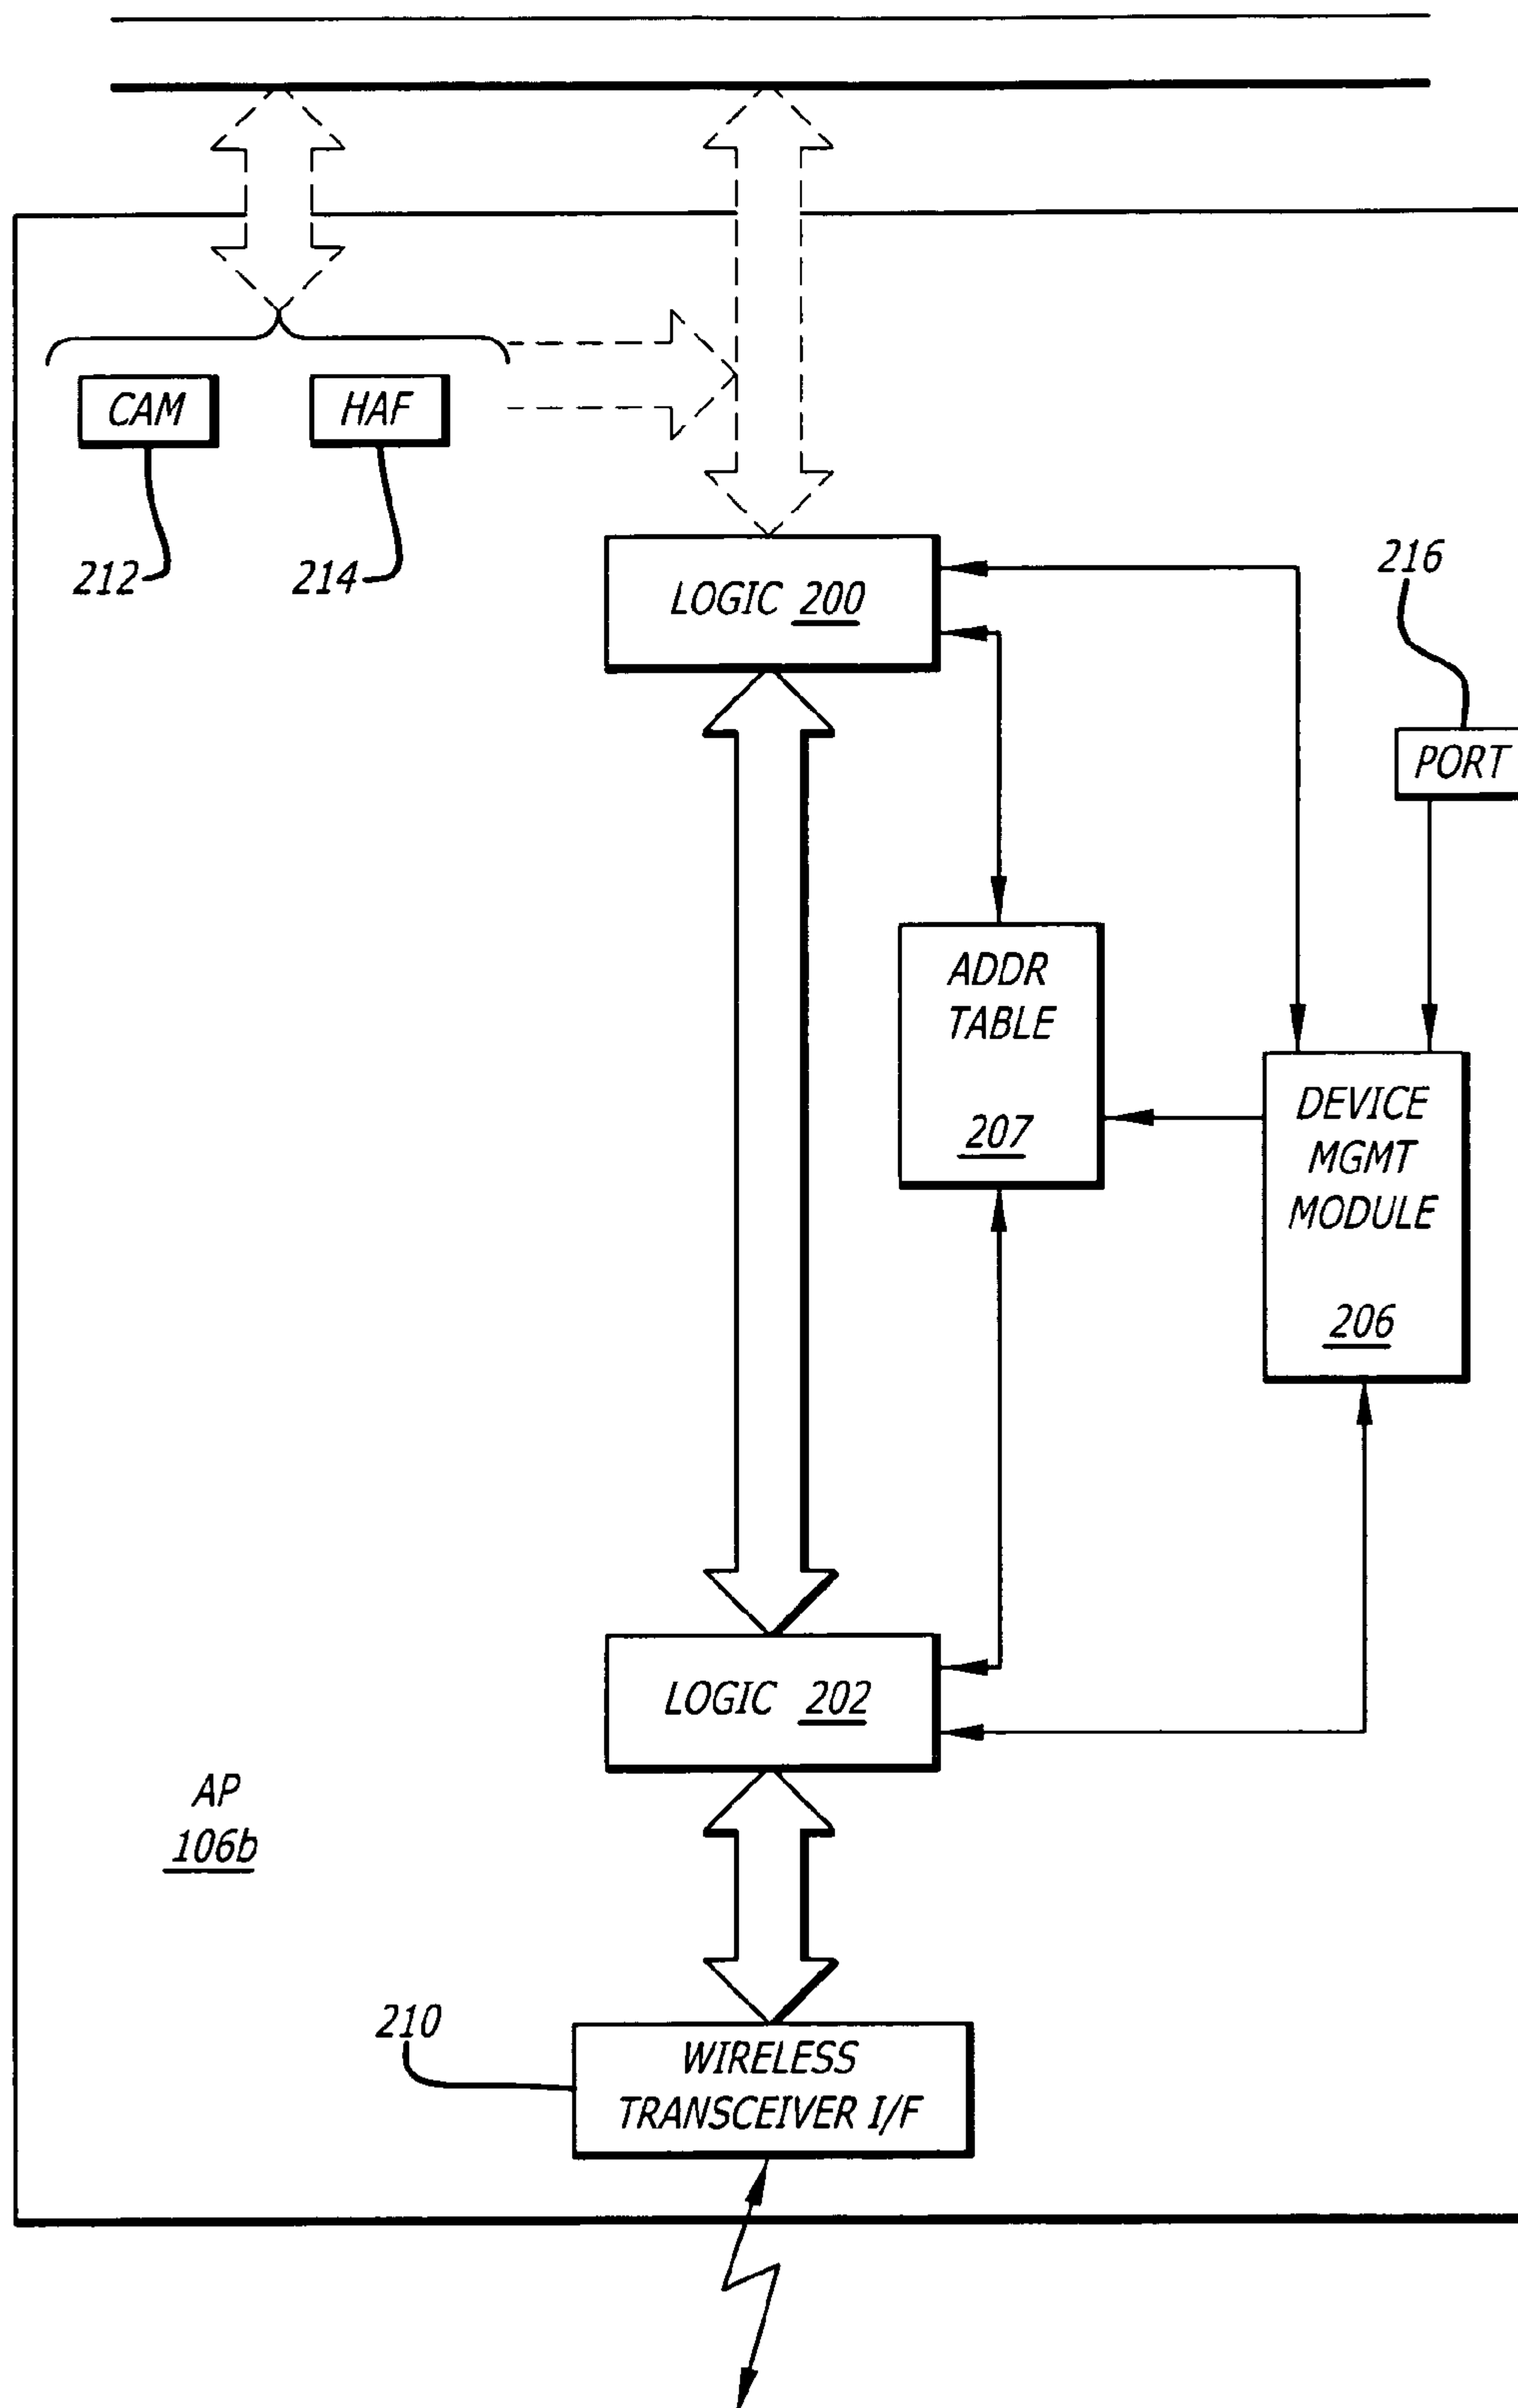 CAM
HAF
212
214
LOGIC 200
216
PORT
ADDR
TABLE
207
DEVICE
MGMT
MODULE
206
LOGIC 202
AP
106b
210
WIRELESS
TRANSCEIVER I/F